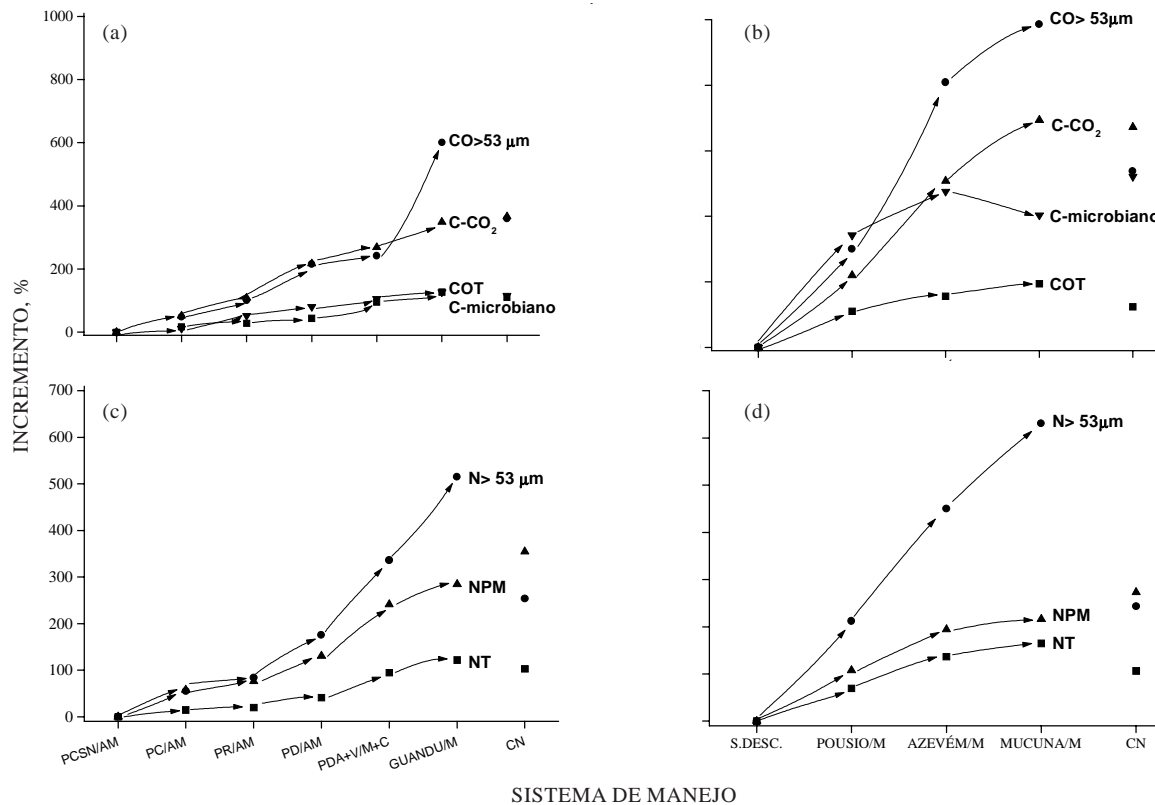 INCREMENTO, %
(a)
1000
800
600
400
200
0
CO>53 µm
C-CO2
COT
C-microbiano
(b)
CO> 53µm
C-CO2
C-microbiano
COT
(c)
700
600
500
400
300
200
100
0
N> 53 µm
NPM
NT
PCSN/AM
PC/AM
PR/AM
PD/AM
PDA+V/M+C
GUANDU/M
CN
(d)
N> 53µm
NPM
NT
S.DESC.
POUSIO/M
AZEVÉM/M
MUCUNA/M
CN
SISTEMA DE MANEJO